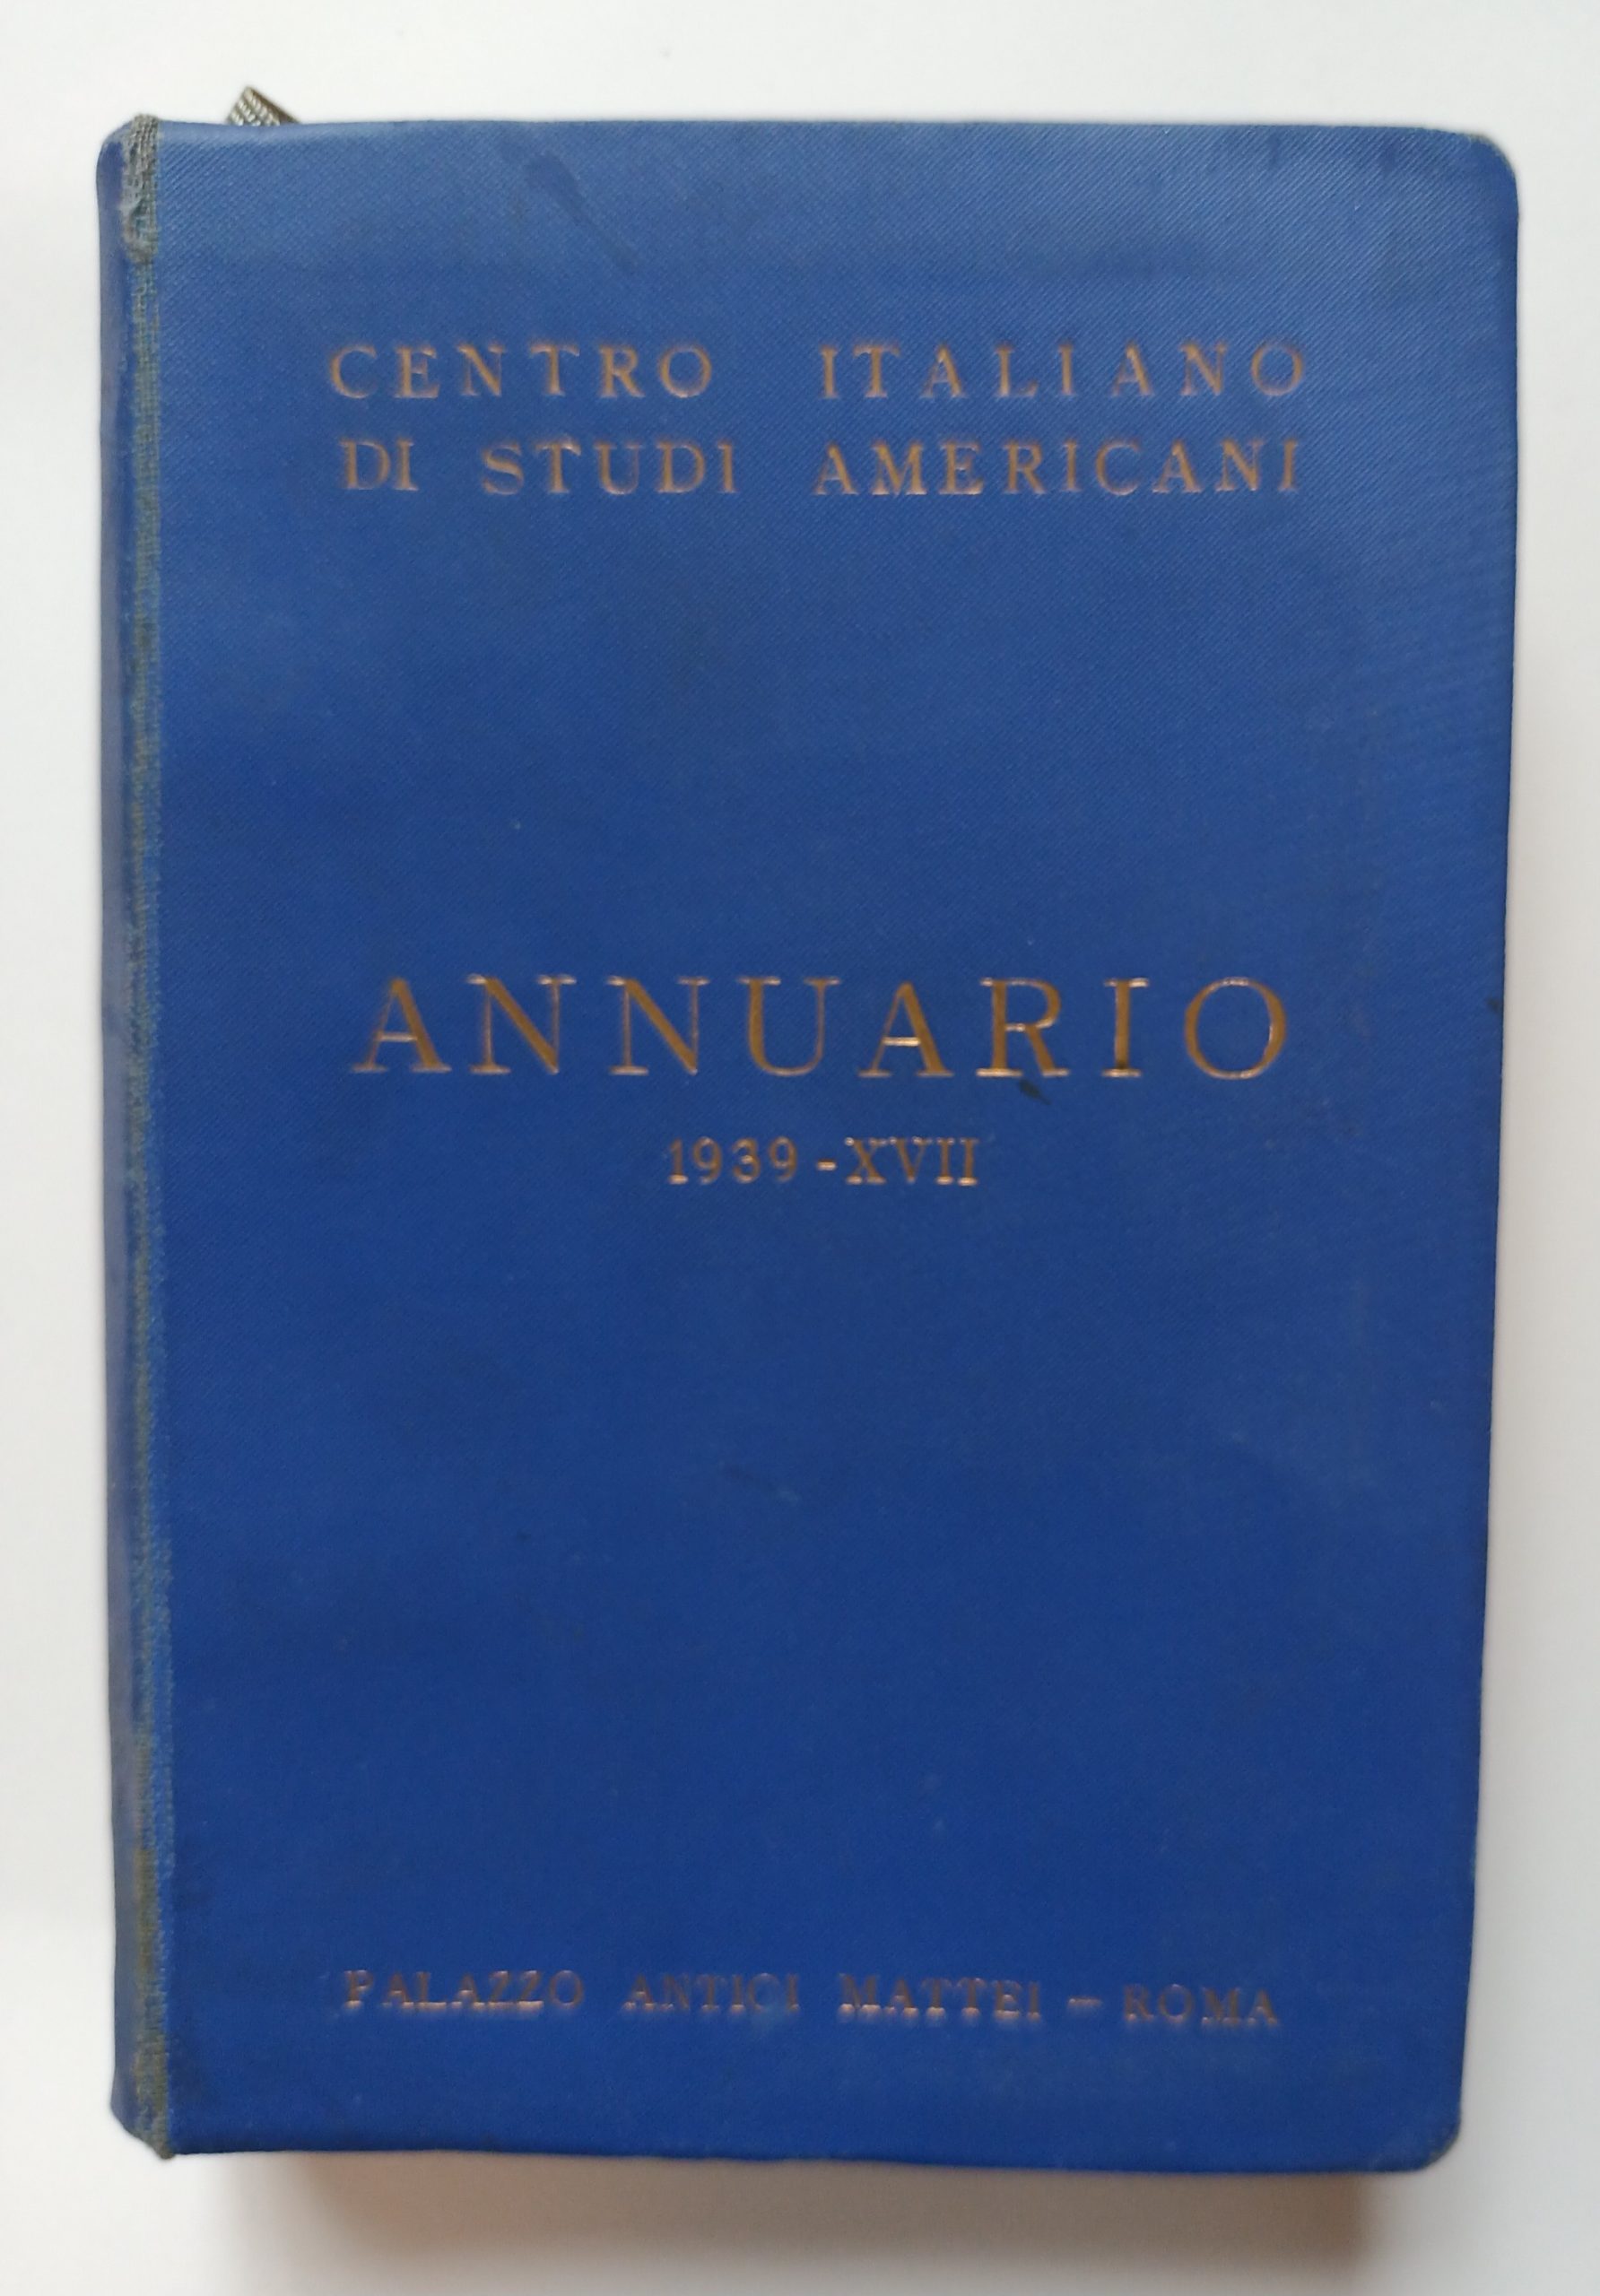 CENTRO ITALIANO
DI STUDI AMERICANI
ANNUARIO
1939-XVII
PALAZZO ANTICI MATTEI - ROMA